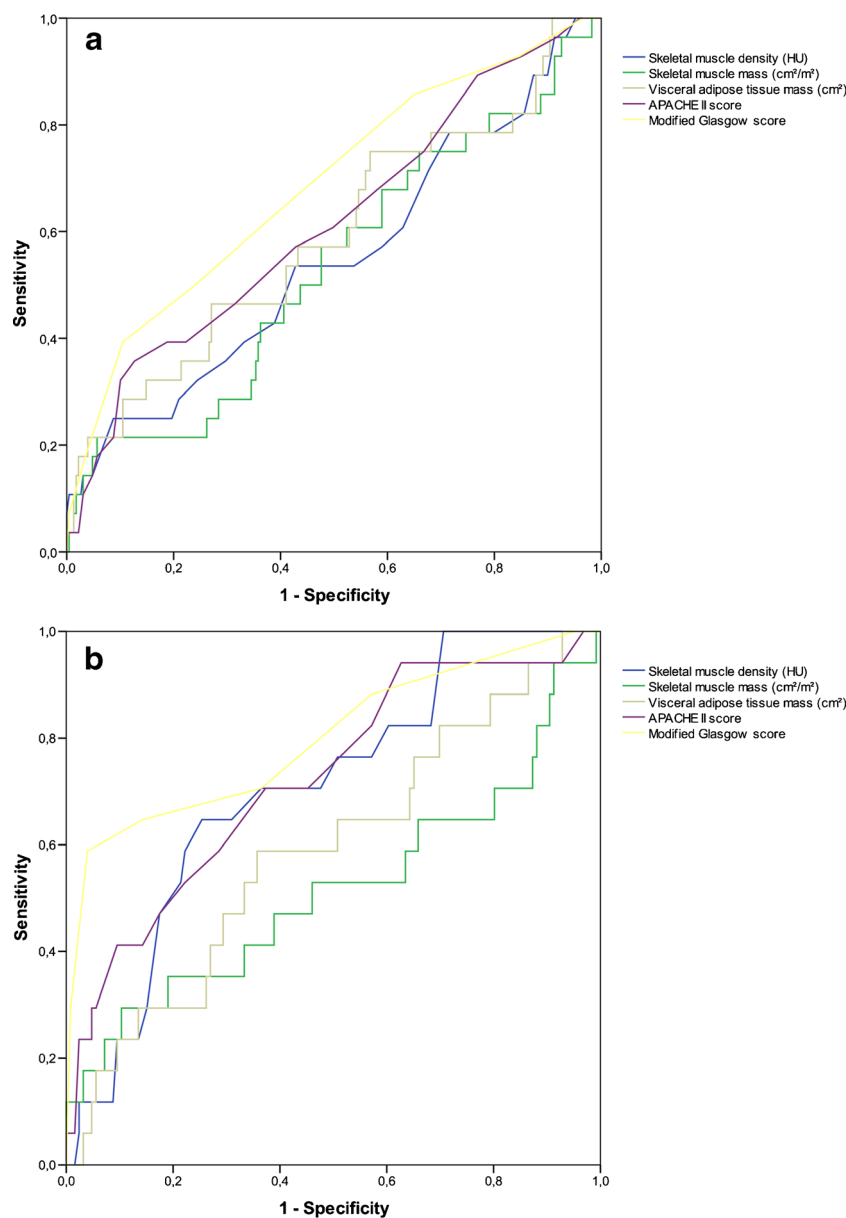 a
1,0
0,8
0,6
0,4
0,2
0,0
Sensitivity
0,0 0,2 0,4 0,6 0,8 1,0
1 - Specificity
Skeletal muscle density (HU)
Skeletal muscle mass (cm²/m²)
Visceral adipose tissue mass (cm²)
APACHE II score
Modified Glasgow score
b
1,0
0,8
0,6
0,4
0,2
0,0
Sensitivity
0,0 0,2 0,4 0,6 0,8 1,0
1 - Specificity
Skeletal muscle density (HU)
Skeletal muscle mass (cm²/m²)
Visceral adipose tissue mass (cm²)
APACHE II score
Modified Glasgow score